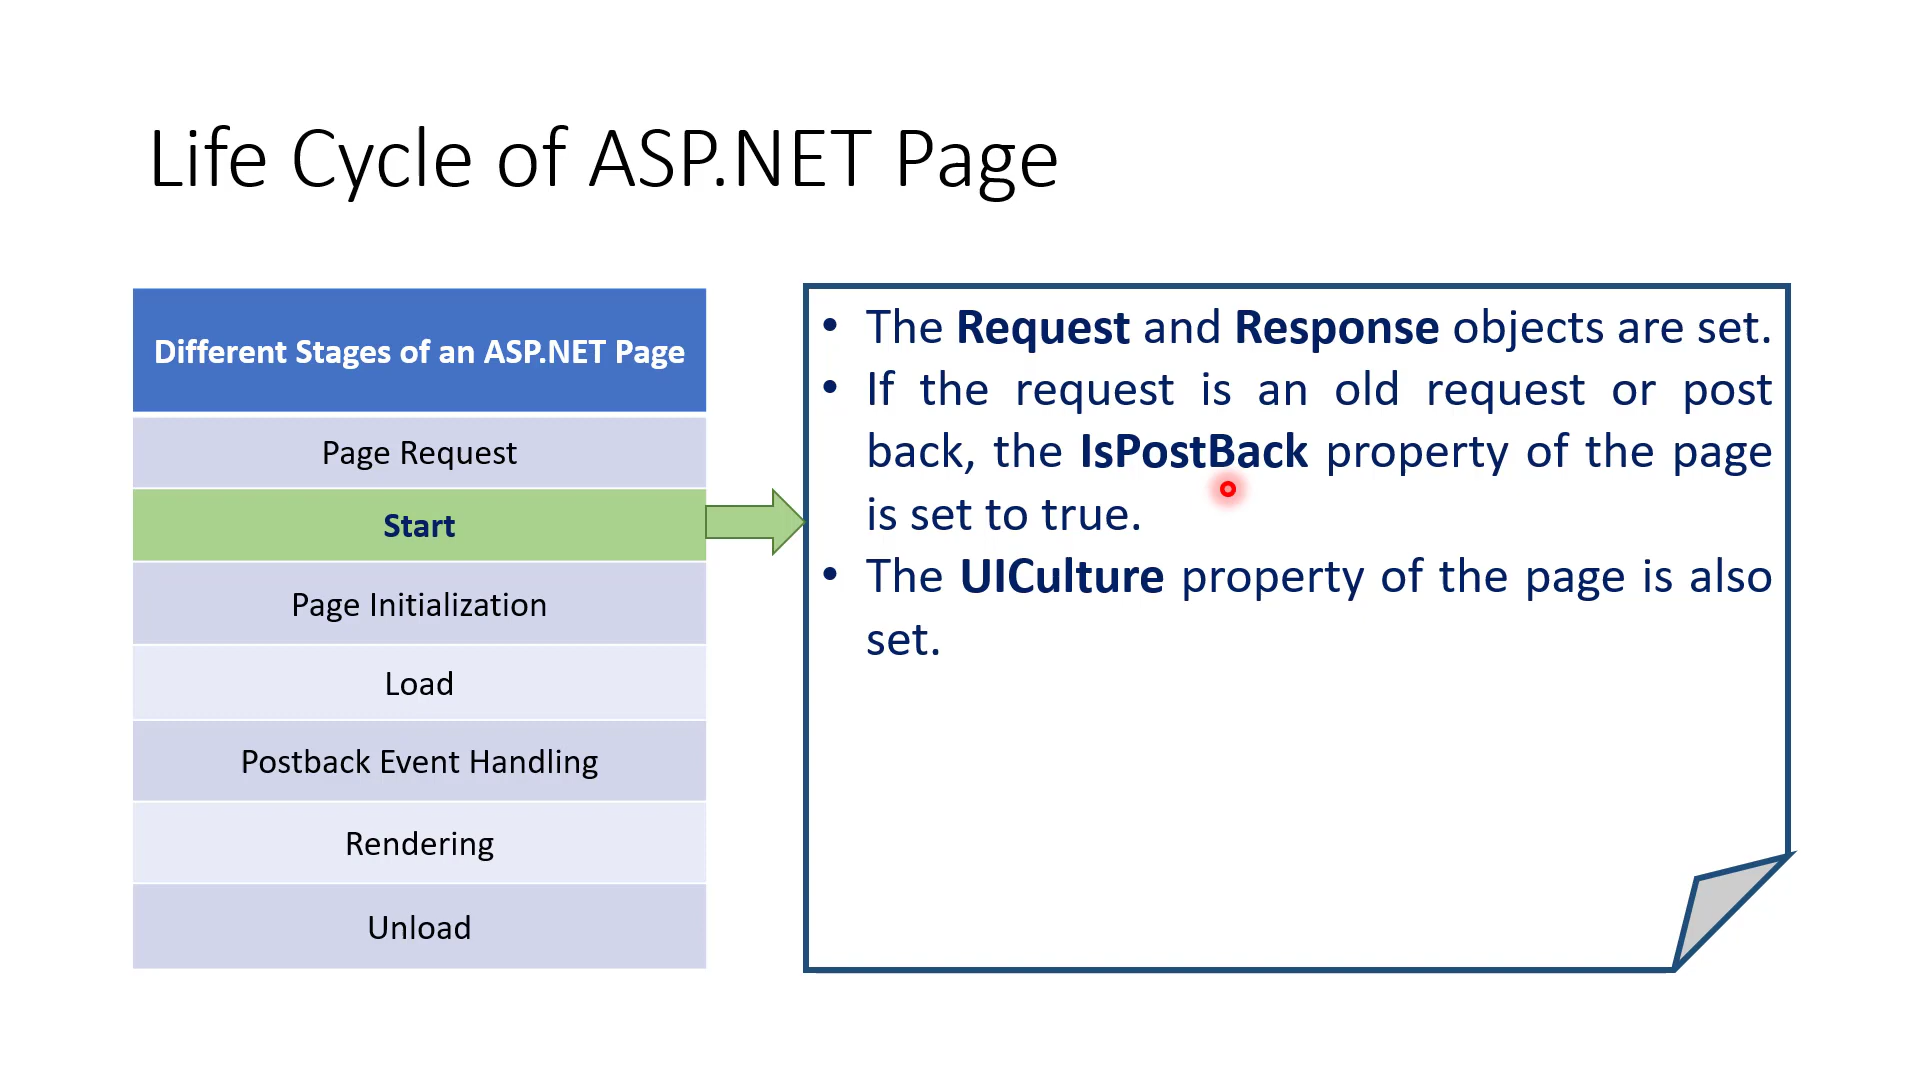 Life Cycle of ASP.NET Page
Different Stages of an ASP.NET Page
Page Request
Start
Page Initialization
Load
Postback Event Handling
Rendering
Unload
• The Request and Response objects are set.
• If the request is an old request or post
back, the IsPostBack property of the page
is set to true.
• The UICulture property of the page is also
set.